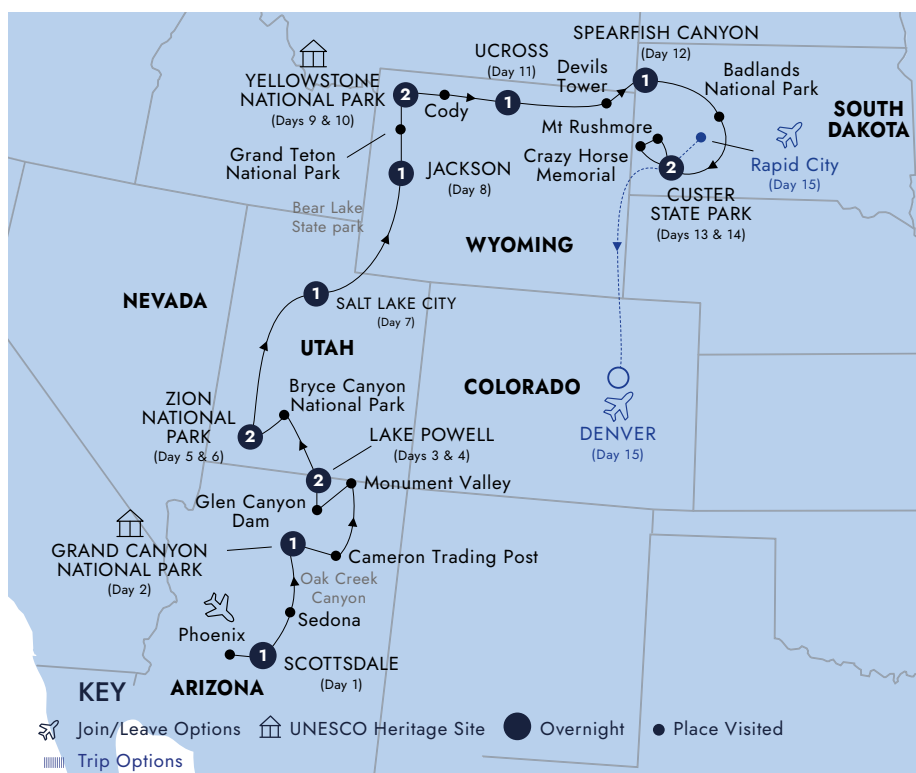 SPEARFISH CANYON
(Day 12)
UCROSS
(Day 11)
Devils
Tower
1
Badlands
National Park
YELLOWSTONE
NATIONAL PARK
(Days 9 & 10)
2
Cody
1
SOUTH
DAKOTA
Mt Rushmore
Crazy Horse
Memorial
2
Rapid City
(Day 15)
Grand Teton
National Park
1
JACKSON
(Day 8)
CUSTER
STATE PARK
(Days 13 & 14)
Bear Lake
State park
WYOMING
NEVADA
1
SALT LAKE CITY
(Day 7)
UTAH
COLORADO
Bryce Canyon
National Park
ZION
NATIONAL
PARK
(Day 5 & 6)
2
DENVER
(Day 15)
LAKE POWELL
(Days 3 & 4)
2
Monument Valley
Glen Canyon
Dam
GRAND CANYON
NATIONAL PARK
(Day 2)
1
Cameron Trading Post
Oak Creek
Canyon
Sedona
Phoenix
1
SCOTTSDALE
(Day 1)
ARIZONA
KEY
Join/Leave Options
UNESCO Heritage Site
Overnight
Place Visited
Trip Options